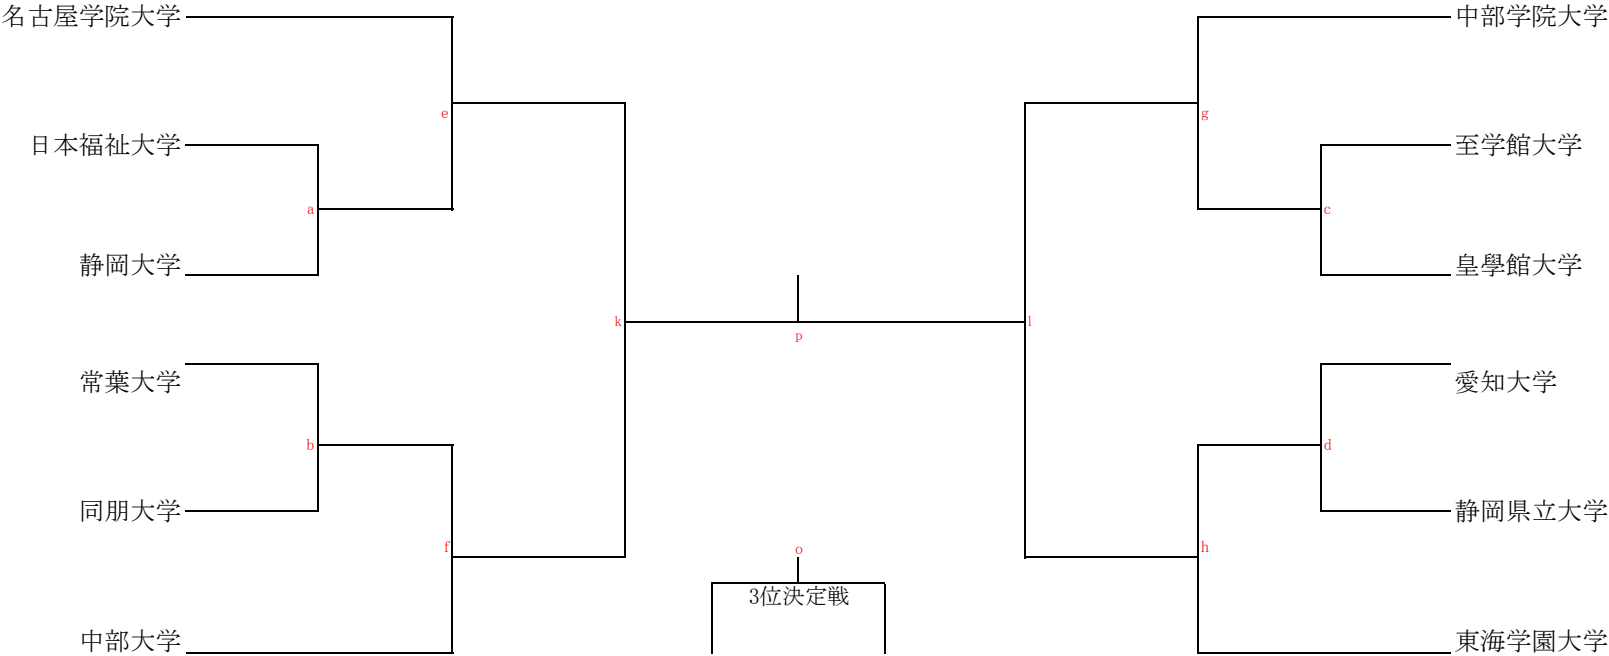 名古屋学院大学
中部学院大学
e
g
日本福祉大学
至学館大学
a
c
静岡大学
皇學館大学
k
l
p
常葉大学
愛知大学
b
d
同朋大学
静岡県立大学
f
o
h
3位決定戦
中部大学
東海学園大学